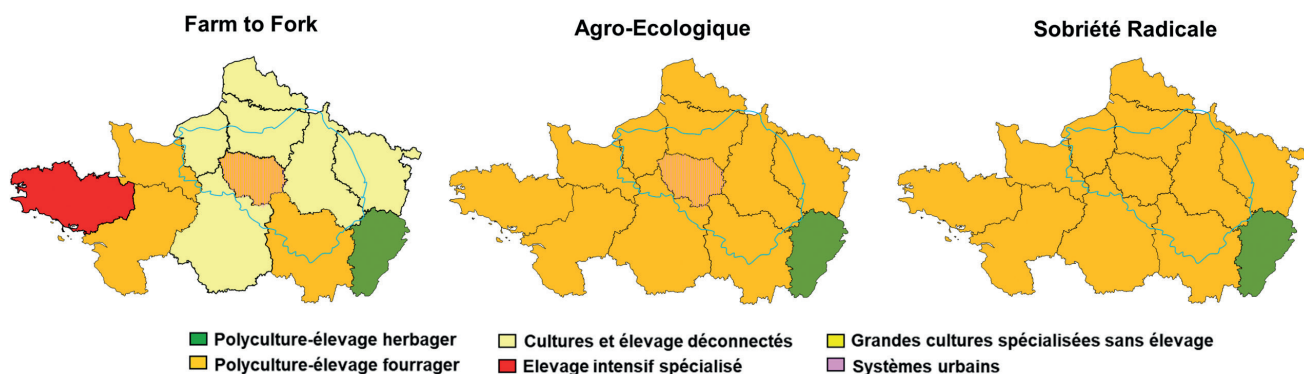 Farm to Fork
Agro-Ecologique
Sobriété Radicale
Polyculture-élevage herbager
Cultures et élevage déconnectés
Grandes cultures spécialisées sans élevage
Polyculture-élevage fourrager
Elevage intensif spécialisé
Systèmes urbains